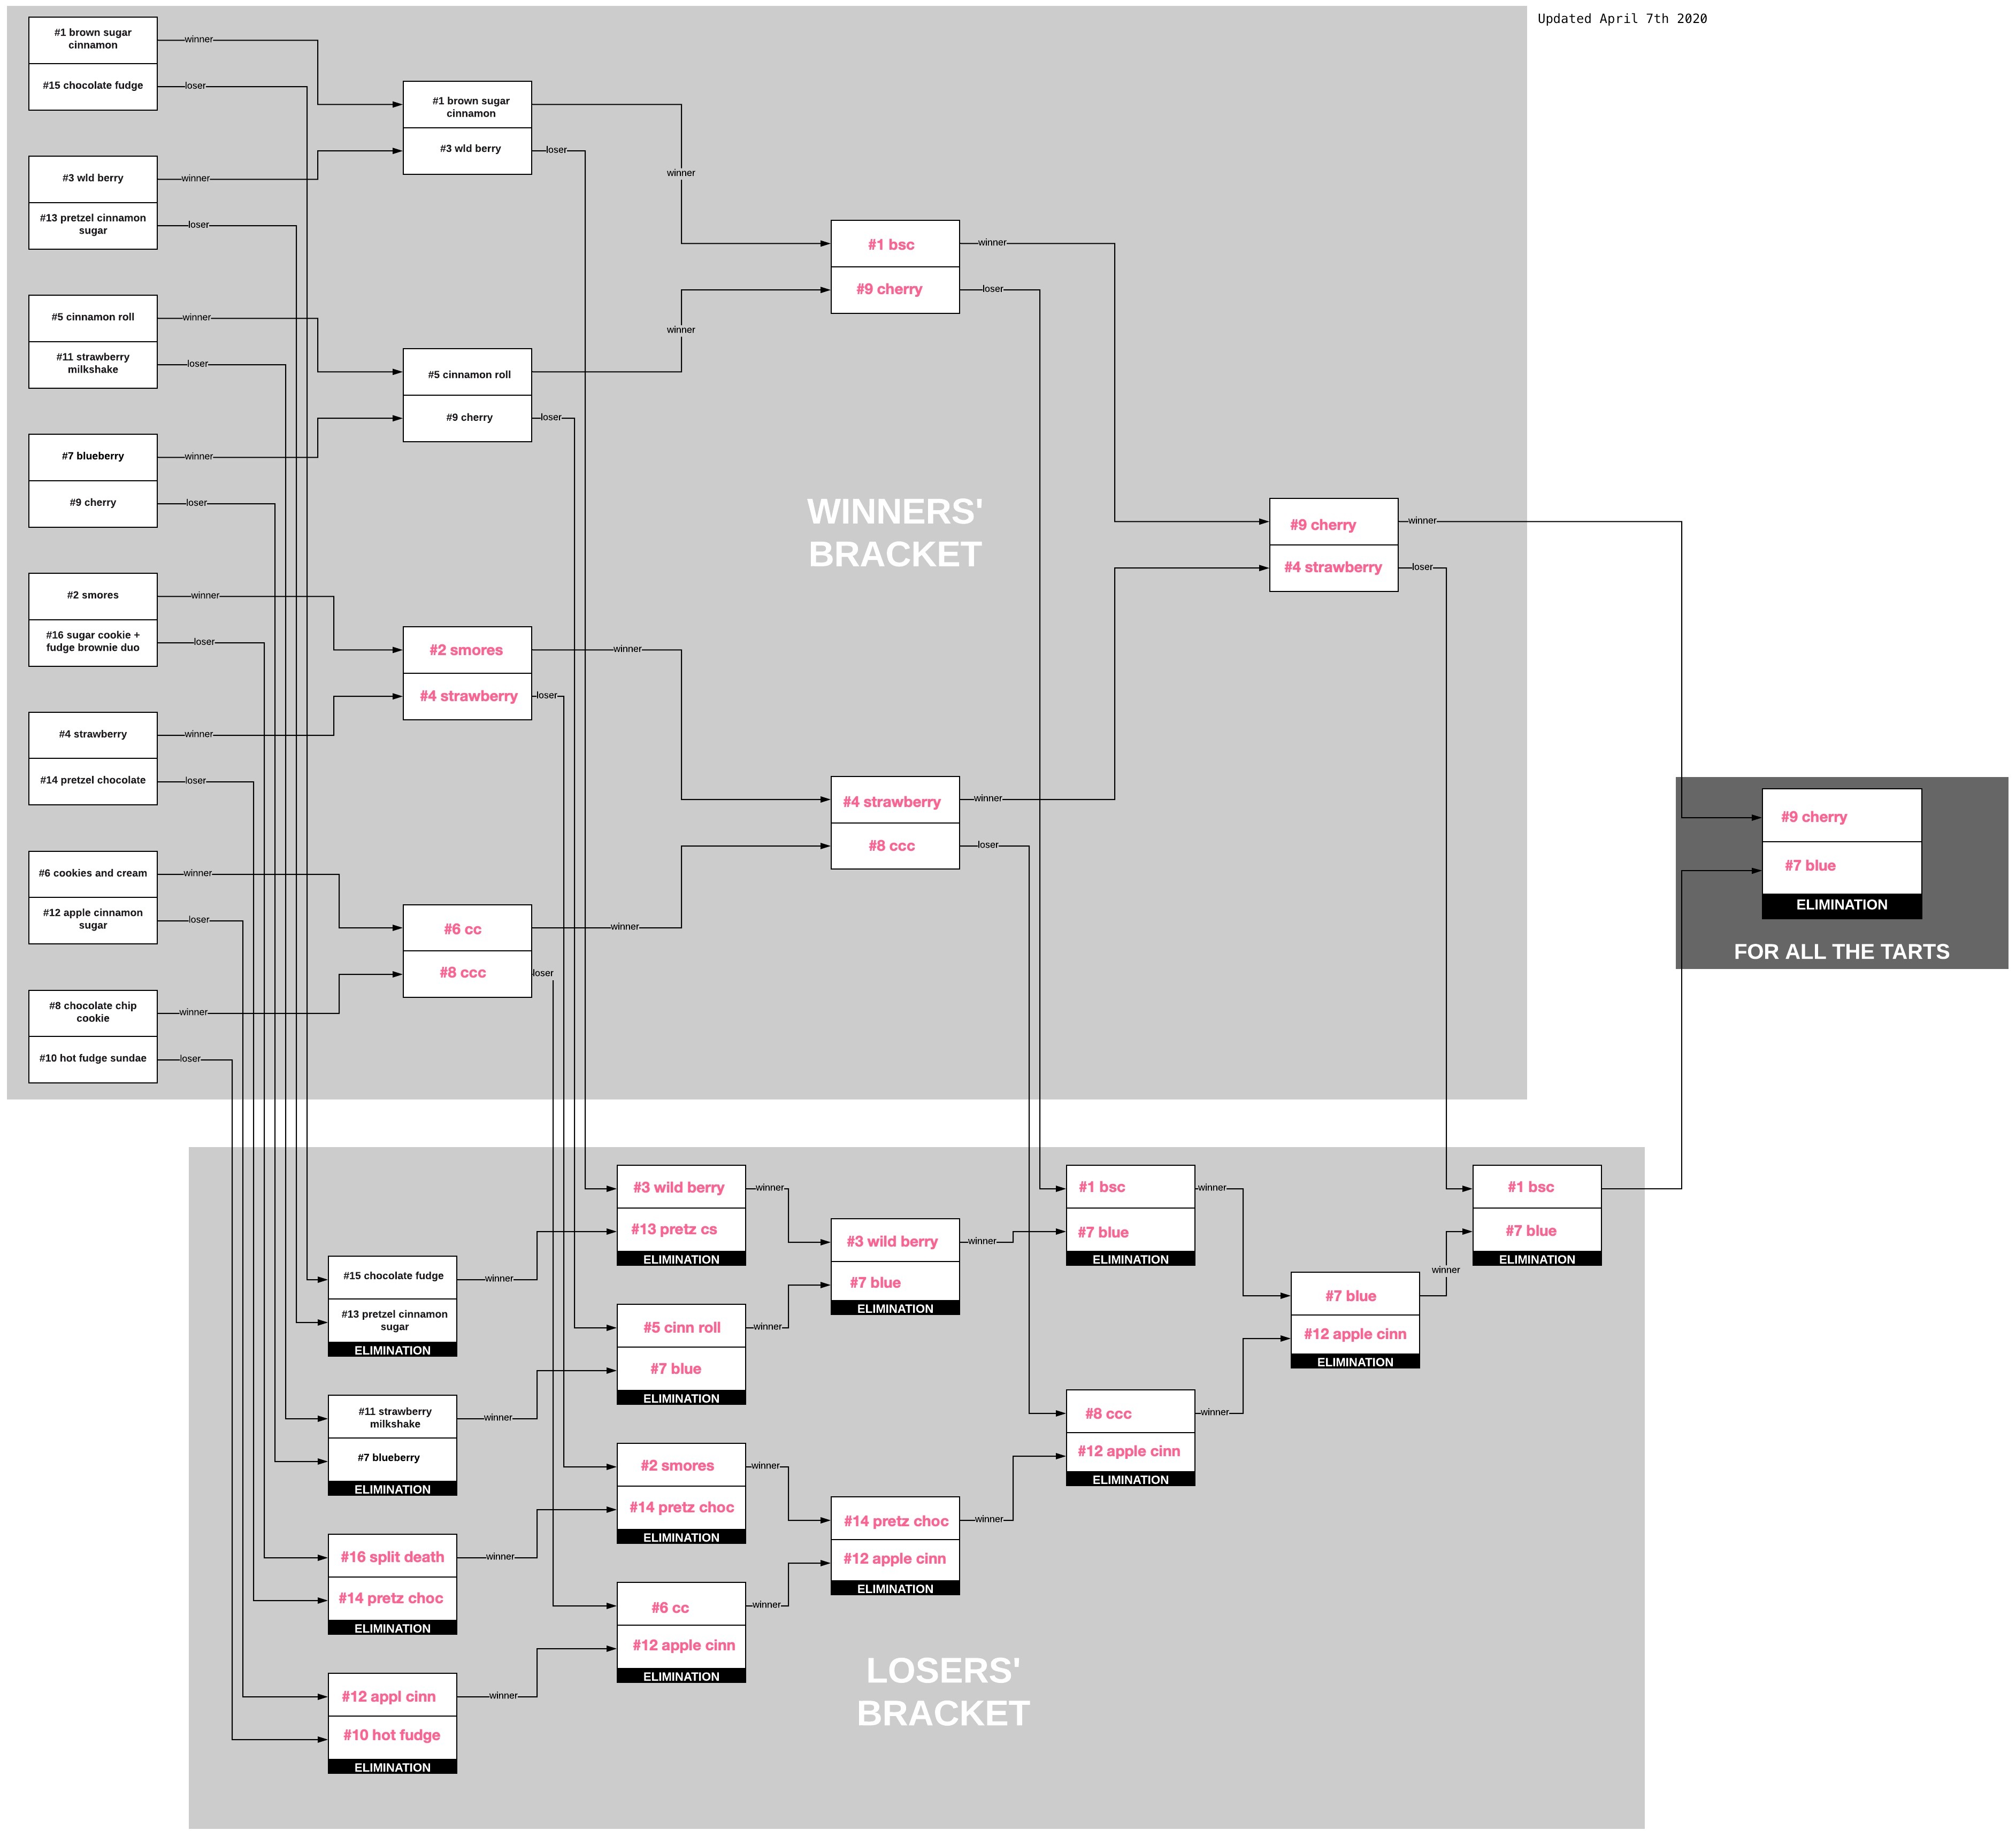 Updated April 7th 2020
#1 brown sugar
cinnamon
winner
#15 chocolate fudge
loser
#3 wld berry
winner
#13 pretzel cinnamon
sugar
loser
#5 cinnamon roll
winner
#11 strawberry
milkshake
loser
#7 blueberry
winner
#9 cherry
loser
#2 smores
winner
#16 sugar cookie +
fudge brownie duo
loser
#4 strawberry
winner
#14 pretzel chocolate
loser
#6 cookies and cream
winner
#12 apple cinnamon
sugar
loser
#8 chocolate chip
cookie
winner
#10 hot fudge sundae
loser
#1 brown sugar
cinnamon
winner
#3 wld berry
loser
#5 cinnamon roll
winner
#9 cherry
loser
#2 smores
winner
#4 strawberry
loser
#6 cc
winner
#8 ccc
loser
#1 bsc
winner
#9 cherry
loser
WINNERS'
BRACKET
#4 strawberry
winner
#8 ccc
loser
#9 cherry
winner
#4 strawberry
loser
#9 cherry
#7 blue
ELIMINATION
FOR ALL THE TARTS
#15 chocolate fudge
winner
#13 pretzel cinnamon
sugar
ELIMINATION
#11 strawberry
milkshake
winner
#7 blueberry
ELIMINATION
#16 split death
winner
#14 pretz choc
ELIMINATION
#12 appl cinn
winner
#10 hot fudge
ELIMINATION
#3 wild berry
winner
#13 pretz cs
ELIMINATION
#5 cinn roll
winner
#7 blue
ELIMINATION
#2 smores
winner
#14 pretz choc
ELIMINATION
#6 cc
winner
#12 apple cinn
ELIMINATION
#3 wild berry
winner
#7 blue
ELIMINATION
#14 pretz choc
winner
#12 apple cinn
ELIMINATION
LOSERS'
BRACKET
#1 bsc
winner
#7 blue
ELIMINATION
#8 ccc
winner
#12 apple cinn
ELIMINATION
#7 blue
winner
#12 apple cinn
ELIMINATION
#1 bsc
#7 blue
ELIMINATION